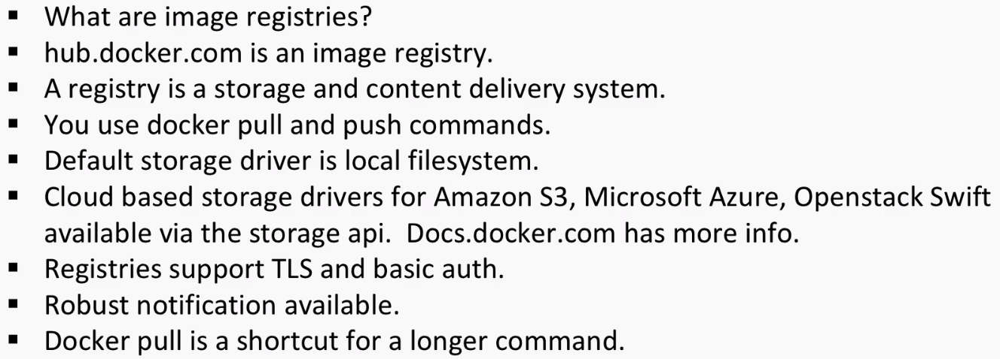 ▪ What are image registries?
▪ hub.docker.com is an image registry.
▪ A registry is a storage and content delivery system.
▪ You use docker pull and push commands.
▪ Default storage driver is local filesystem.
▪ Cloud based storage drivers for Amazon S3, Microsoft Azure, Openstack Swift
available via the storage api.  Docs.docker.com has more info.
▪ Registries support TLS and basic auth.
▪ Robust notification available.
▪ Docker pull is a shortcut for a longer command.